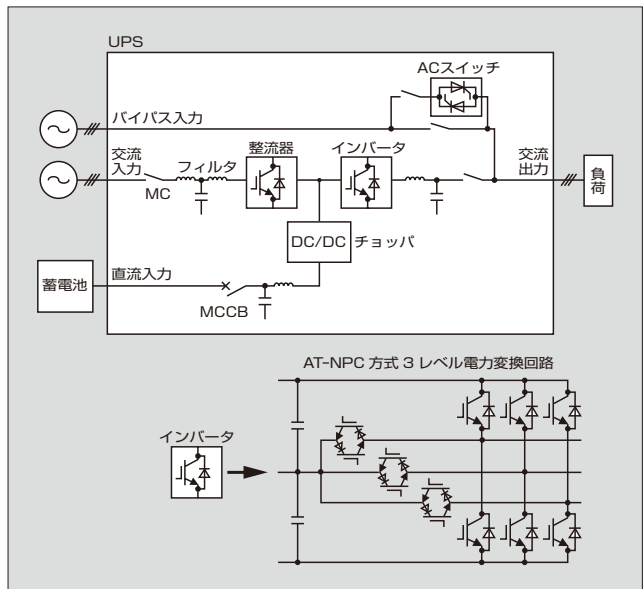 UPS
ACスイッチ
バイパス入力
交流
入力
MC
フィルタ
整流器
インバータ
交流
出力
負荷
DC/DC
チョッパ
蓄電池
直流入力
MCCB
AT-NPC 方式 3 レベル電力変換回路
インバータ